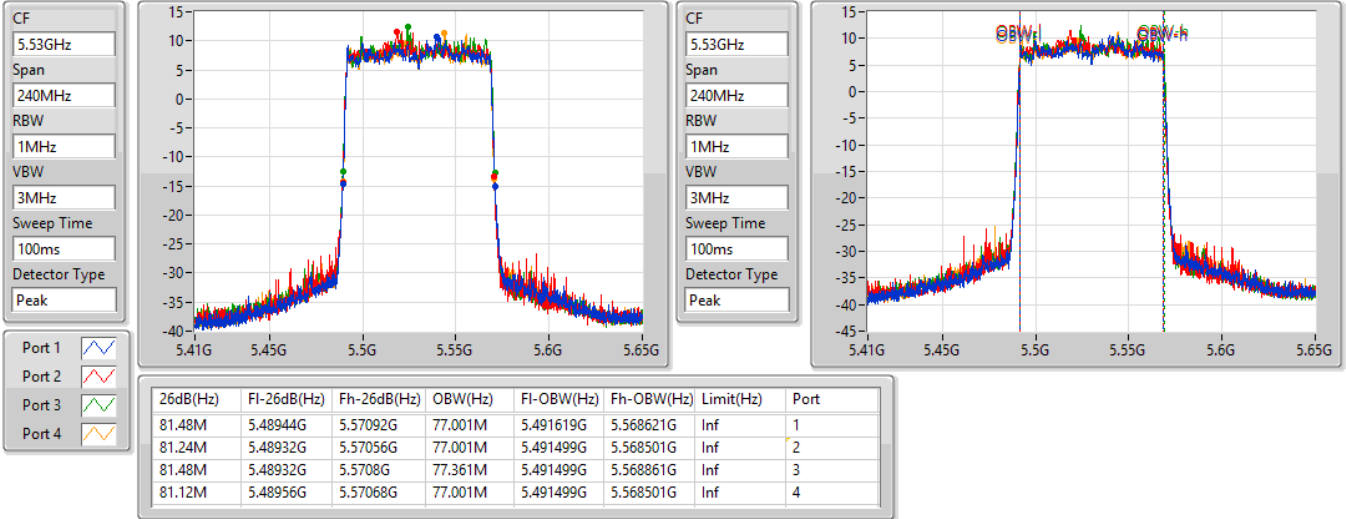 CF
5.53GHz
Span
240MHz
RBW
1MHz
VBW
3MHz
Sweep Time
100ms
Detector Type
Peak
15
10
5
0
-5
-10
-15
-20
-25
-30
-35
-40
5.41G 5.45G 5.5G 5.55G 5.6G 5.65G
CF
5.53GHz
Span
240MHz
RBW
1MHz
VBW
3MHz
Sweep Time
100ms
Detector Type
Peak
15
10
5
0
-5
-10
-15
-20
-25
-30
-35
-40
-45
OBW-l OBW-h
5.41G 5.45G 5.5G 5.55G 5.6G 5.65G
Port 1
Port 2
Port 3
Port 4
26dB(Hz) Fl-26dB(Hz) Fh-26dB(Hz) OBW(Hz) Fl-OBW(Hz) Fh-OBW(Hz) Limit(Hz) Port
81.48M 5.48944G 5.57092G 77.001M 5.491619G 5.568621G Inf 1
81.24M 5.48932G 5.57056G 77.001M 5.491499G 5.568501G Inf 2
81.48M 5.48932G 5.5708G 77.361M 5.491499G 5.568861G Inf 3
81.12M 5.48956G 5.57068G 77.001M 5.491499G 5.568501G Inf 4